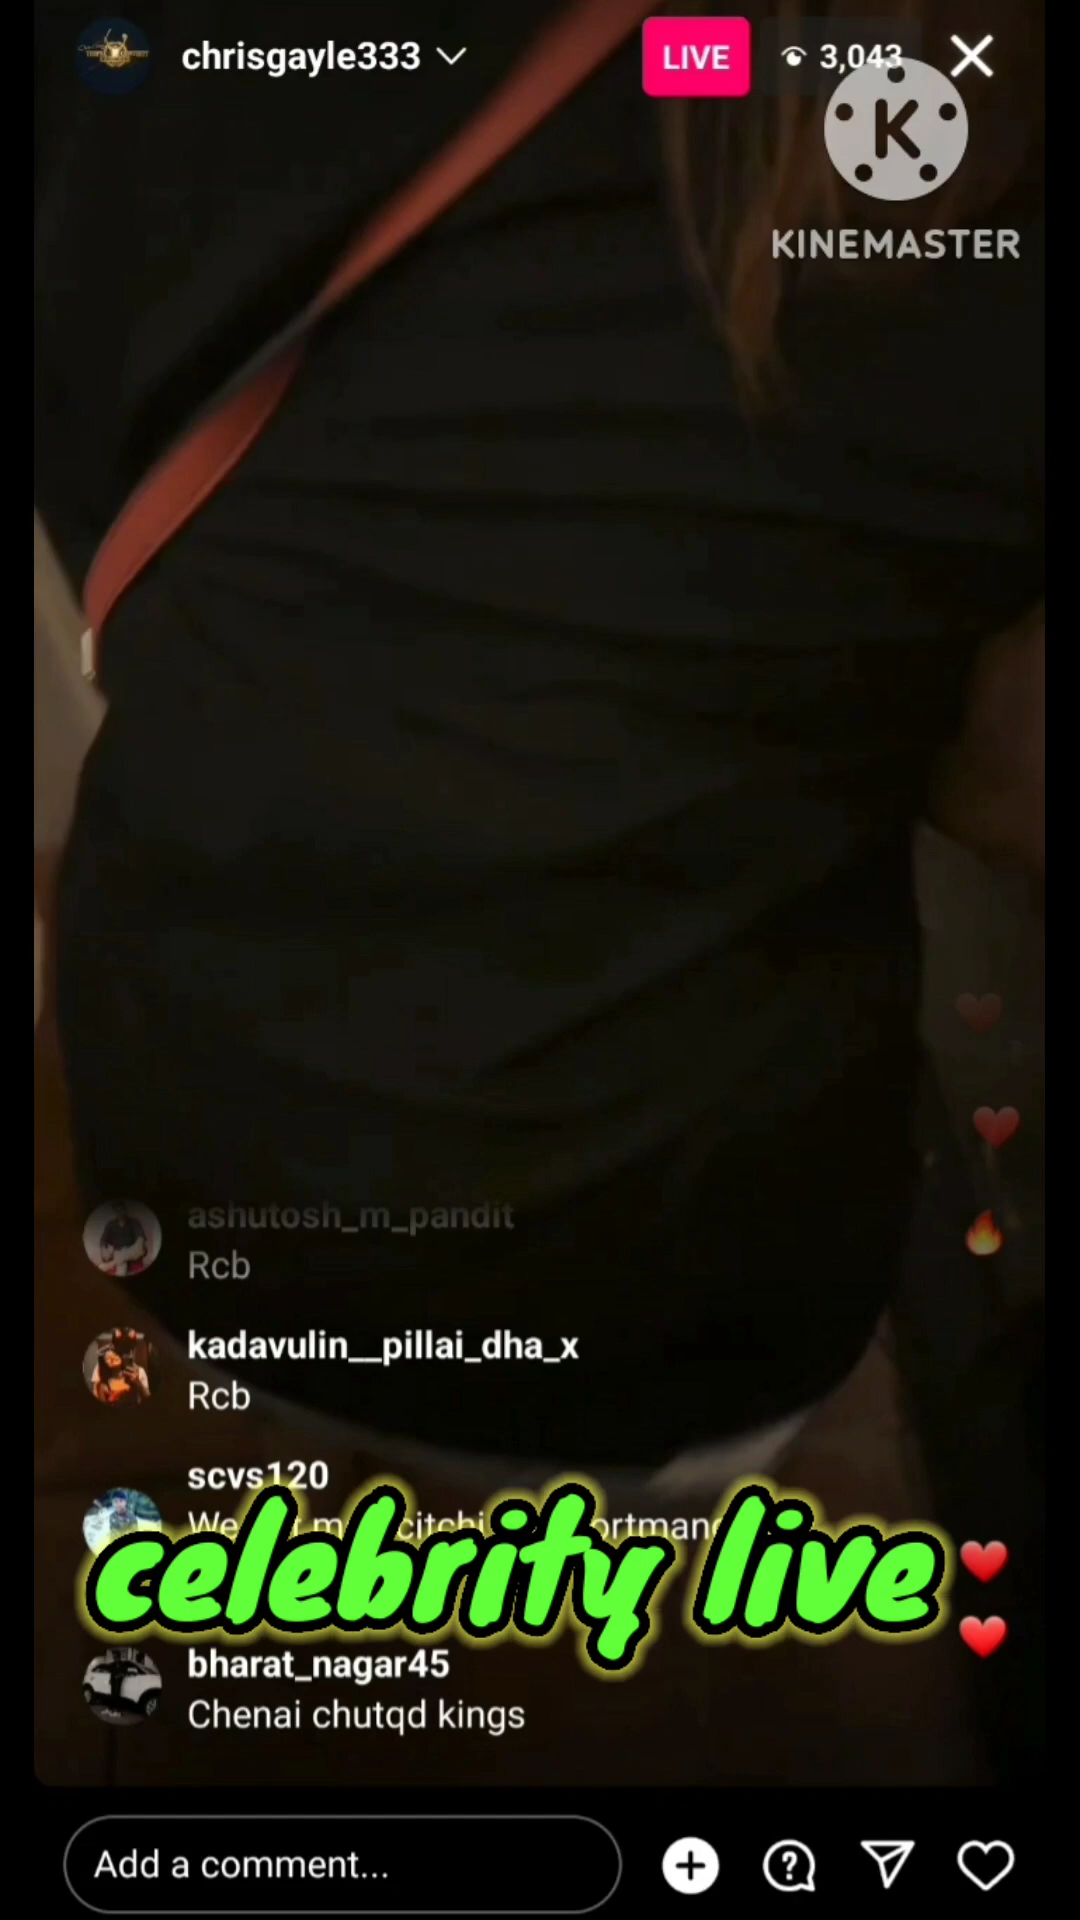 chrisgayle333
LIVE
3,043
K
KINEMASTER
ashutosh_m_pandit
Rcb
kadavulin__pillai_dha_x
Rcb
scvs120
celebrity live
bharat_nagar45
Chenai chutqd kings
Add a comment...